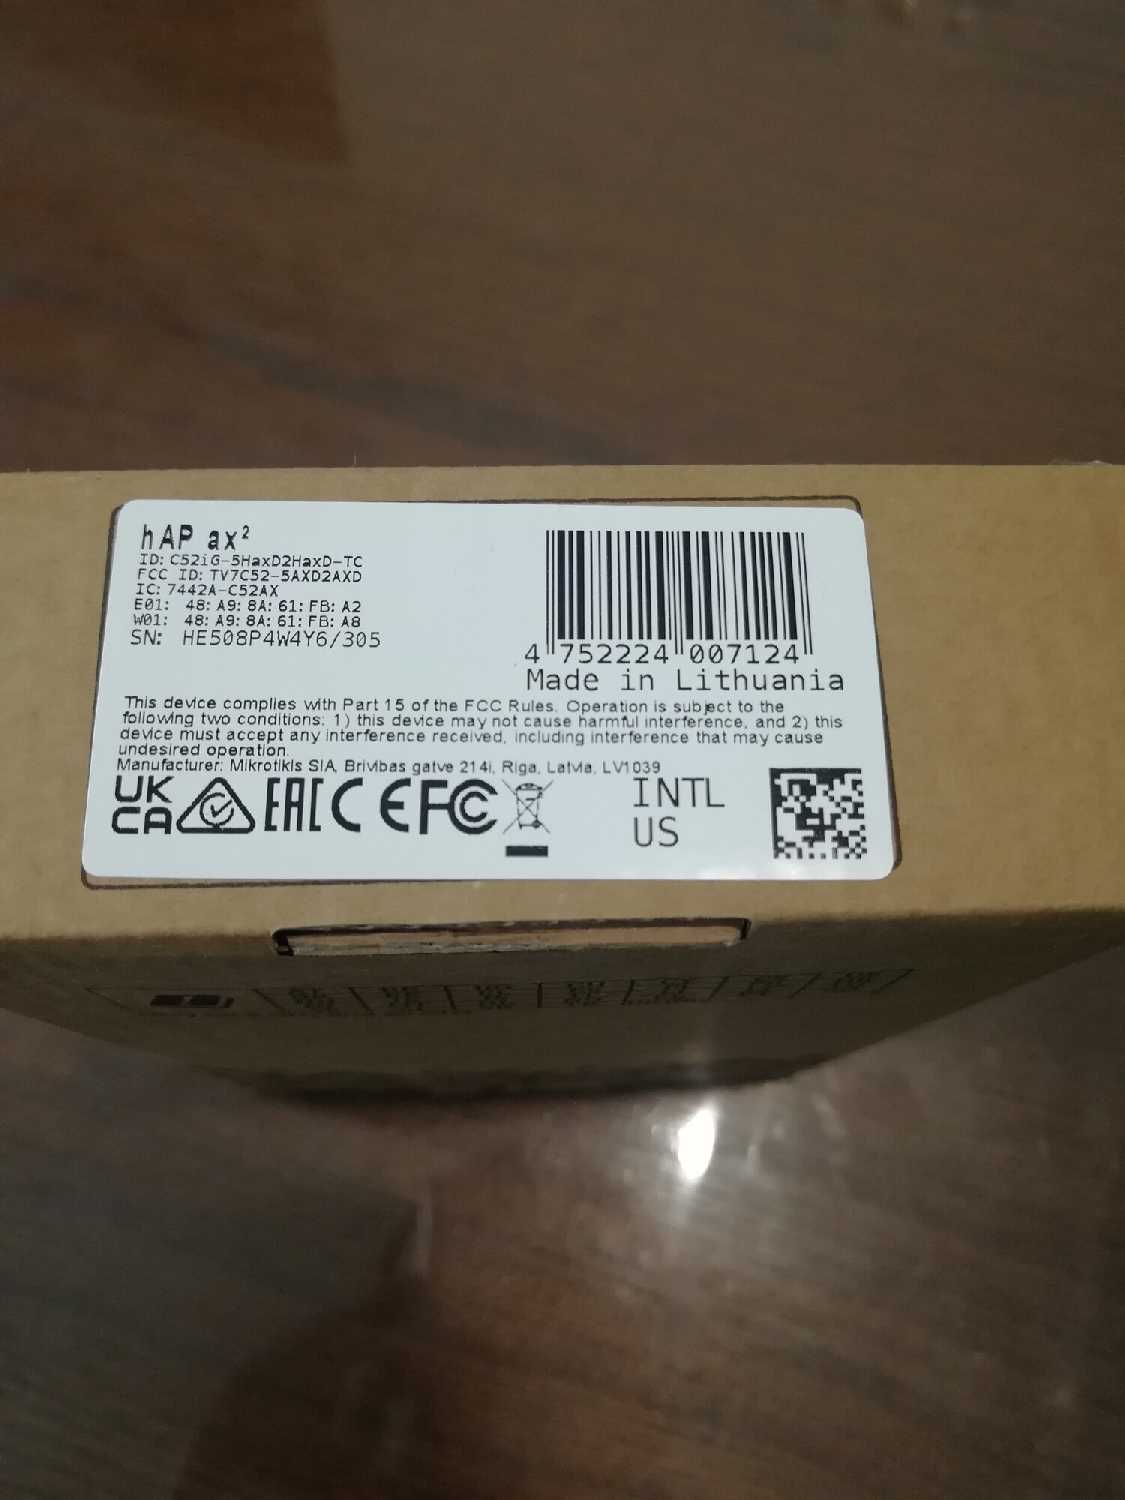 hAP ax²
ID: C52iG-5HaxD2HaxD-TC
FCC ID: TV7C52-5AXD2AXD
IC: 7442A-C52AX
E01: 48: A9: 8A: 61: FB: A2
W01: 48: A9: 8A: 61: FB: A8
SN: HE508P4W4Y6/305
4 752224 007124
Made in Lithuania
This device complies with Part 15 of the FCC Rules. Operation is subject to the
following two conditions: 1) this device may not cause harmful interference, and 2) this
device must accept any interference received, including interference that may cause
undesired operation.
Manufacturer: Mikrotikls SIA, Brivibas gatve 214i, Riga, Latvia, LV1039
UK
CA
EAC CE FC
INTL
US